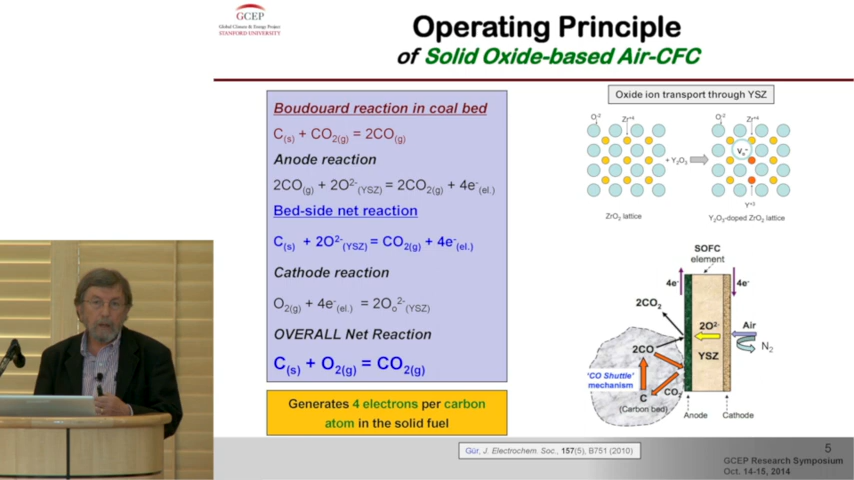 GCEP
Global Climate & Energy Project
STANFORD UNIVERSITY
Operating Principle
of Solid Oxide-based Air-CFC
Boudouard reaction in coal bed
C(s) + CO2(g) = 2CO(g)
Anode reaction
2CO(g) + 2O2-(YSZ) = 2CO2(g) + 4e-(el.)
Bed-side net reaction
C(s) + 2O2-(YSZ) = CO2(g) + 4e-(el.)
Cathode reaction
O2(g) + 4e-(el.) = 2Oo2-(YSZ)
OVERALL Net Reaction
C(s) + O2(g) = CO2(g)
Generates 4 electrons per carbon
atom in the solid fuel
Oxide ion transport through YSZ
O-2 Zr+4 O-2 Zr+4
+ Y2O3
Vo
Y+3
ZrO2 lattice
Y2O3-doped ZrO2 lattice
SOFC
element
4e- 4e-
2CO2
2O2- Air
N2
2CO YSZ
'CO Shuttle'
mechanism
CO2
C
(Carbon bed)
Anode Cathode
Gür, J. Electrochem. Soc., 157(5), B751 (2010)
5
GCEP Research Symposium
Oct. 14-15, 2014